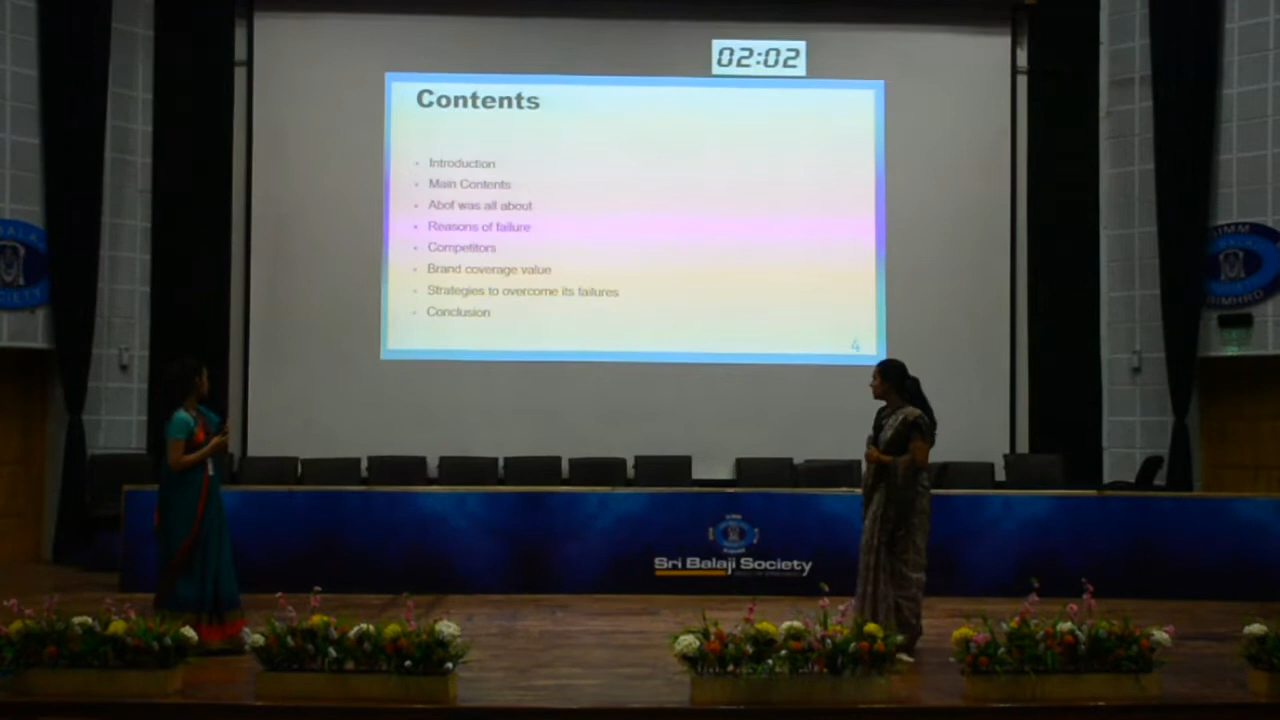 02:02
Contents
Introduction
Main Contents
Abof was all about
Reasons of failure
Competitors
Brand coverage value
Strategies to overcome its failures
Conclusion
4
Sri Balaji Society